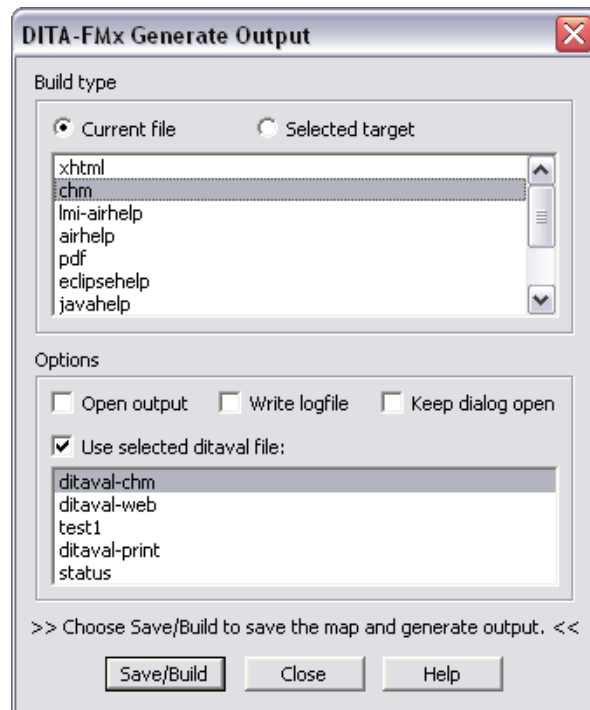 DITA-FMx Generate Output
Build type
Current file Selected target
xhtml
chm
lmi-airhelp
airhelp
pdf
eclipsehelp
javahelp
Options
Open output Write logfile Keep dialog open
Use selected ditaval file:
ditaval-chm
ditaval-web
test1
ditaval-print
status
>> Choose Save/Build to save the map and generate output. <<
Save/Build Close Help